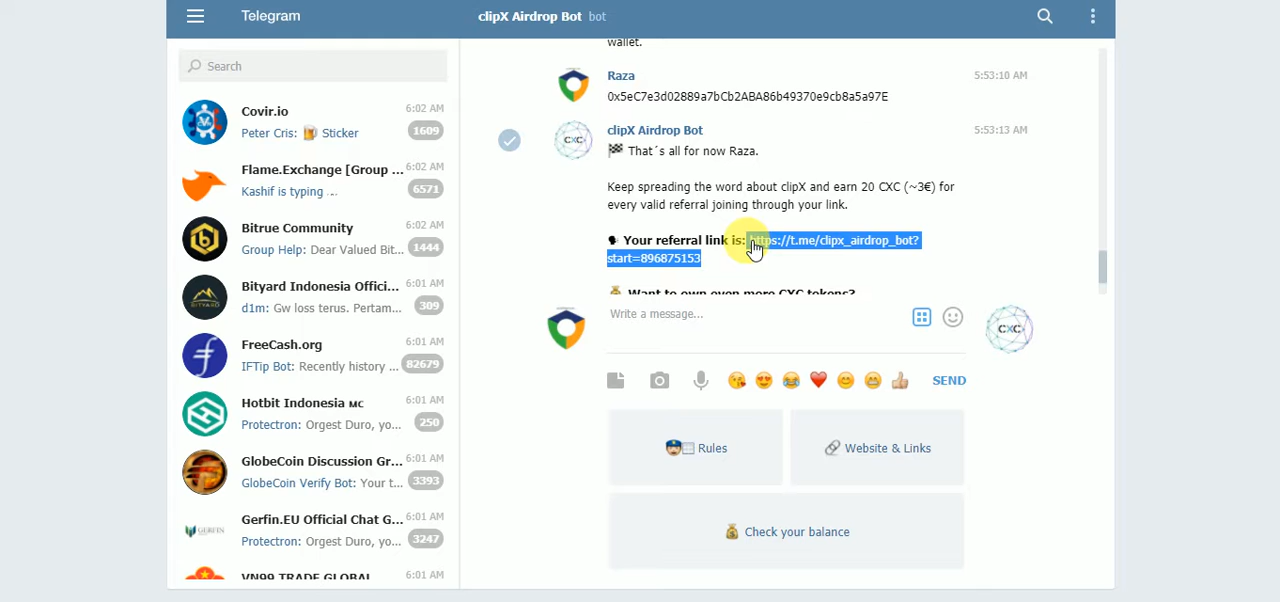 Telegram
clipX Airdrop Bot bot
Search
Covir.io 6:02 AM
Peter Cris: 🍺 Sticker 1609
Flame.Exchange [Group ... 6:02 AM
Kashif is typing ... 6571
Bitrue Community 6:02 AM
Group Help: Dear Valued Bit... 1444
Bityard Indonesia Offici... 6:01 AM
d1m: Gw loss terus. Pertam... 309
FreeCash.org 6:01 AM
IFTip Bot: Recently history ... 82679
Hotbit Indonesia мс 6:01 AM
Protectron: Orgest Duro, yo... 250
GlobeCoin Discussion Gr... 6:01 AM
GlobeCoin Verify Bot: Your t... 3393
Gerfin.EU Official Chat G... 6:01 AM
Protectron: Orgest Duro, yo... 3247
VN99 TRADE GLOBAL 6:01 AM
GERFIN
wallet.
Raza 5:53:10 AM
0x5eC7e3d02889a7bCb2ABA86b49370e9cb8a5a97E
clipX Airdrop Bot 5:53:13 AM
CXC
🏁 That´s all for now Raza.
Keep spreading the word about clipX and earn 20 CXC (~3€) for
every valid referral joining through your link.
🗣 Your referral link is: https://t.me/clipx_airdrop_bot?
start=896875153
💰 Want to own even more CXC tokens?
Write a message...
CXC
SEND
👮📃 Rules
🔗 Website & Links
💰 Check your balance